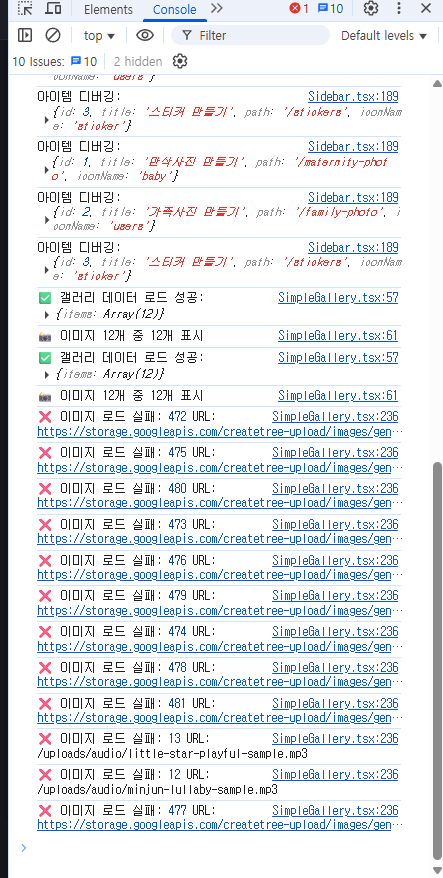 Elements
Console
1
10
top
Filter
Default levels
10 Issues:
10
2 hidden
아이템 디버깅:
Sidebar.tsx:189
{id: 3, title: '스티커 만들기', path: '/stickers', iconNam
e: 'sticker'}
아이템 디버깅:
Sidebar.tsx:189
{id: 1, title: '만삭사진 만들기', path: '/maternity-phot
o', iconName: 'baby'}
아이템 디버깅:
Sidebar.tsx:189
{id: 2, title: '가족사진 만들기', path: '/family-photo', ic
onName: 'users'}
아이템 디버깅:
Sidebar.tsx:189
{id: 3, title: '스티커 만들기', path: '/stickers', iconNam
e: 'sticker'}
✅ 갤러리 데이터 로드 성공:
SimpleGallery.tsx:57
{items: Array(12)}
📸 이미지 12개 중 12개 표시
SimpleGallery.tsx:61
✅ 갤러리 데이터 로드 성공:
SimpleGallery.tsx:57
{items: Array(12)}
📸 이미지 12개 중 12개 표시
SimpleGallery.tsx:61
❌ 이미지 로드 실패: 472 URL:
SimpleGallery.tsx:236
https://storage.googleapis.com/createtree-upload/images/gen…
❌ 이미지 로드 실패: 475 URL:
SimpleGallery.tsx:236
https://storage.googleapis.com/createtree-upload/images/gen…
❌ 이미지 로드 실패: 480 URL:
SimpleGallery.tsx:236
https://storage.googleapis.com/createtree-upload/images/gen…
❌ 이미지 로드 실패: 473 URL:
SimpleGallery.tsx:236
https://storage.googleapis.com/createtree-upload/images/gen…
❌ 이미지 로드 실패: 476 URL:
SimpleGallery.tsx:236
https://storage.googleapis.com/createtree-upload/images/gen…
❌ 이미지 로드 실패: 479 URL:
SimpleGallery.tsx:236
https://storage.googleapis.com/createtree-upload/images/gen…
❌ 이미지 로드 실패: 474 URL:
SimpleGallery.tsx:236
https://storage.googleapis.com/createtree-upload/images/gen…
❌ 이미지 로드 실패: 478 URL:
SimpleGallery.tsx:236
https://storage.googleapis.com/createtree-upload/images/gen…
❌ 이미지 로드 실패: 481 URL:
SimpleGallery.tsx:236
https://storage.googleapis.com/createtree-upload/images/gen…
❌ 이미지 로드 실패: 13 URL:
SimpleGallery.tsx:236
/uploads/audio/little-star-playful-sample.mp3
❌ 이미지 로드 실패: 12 URL:
SimpleGallery.tsx:236
/uploads/audio/minjun-lullaby-sample.mp3
❌ 이미지 로드 실패: 477 URL:
SimpleGallery.tsx:236
https://storage.googleapis.com/createtree-upload/images/gen…